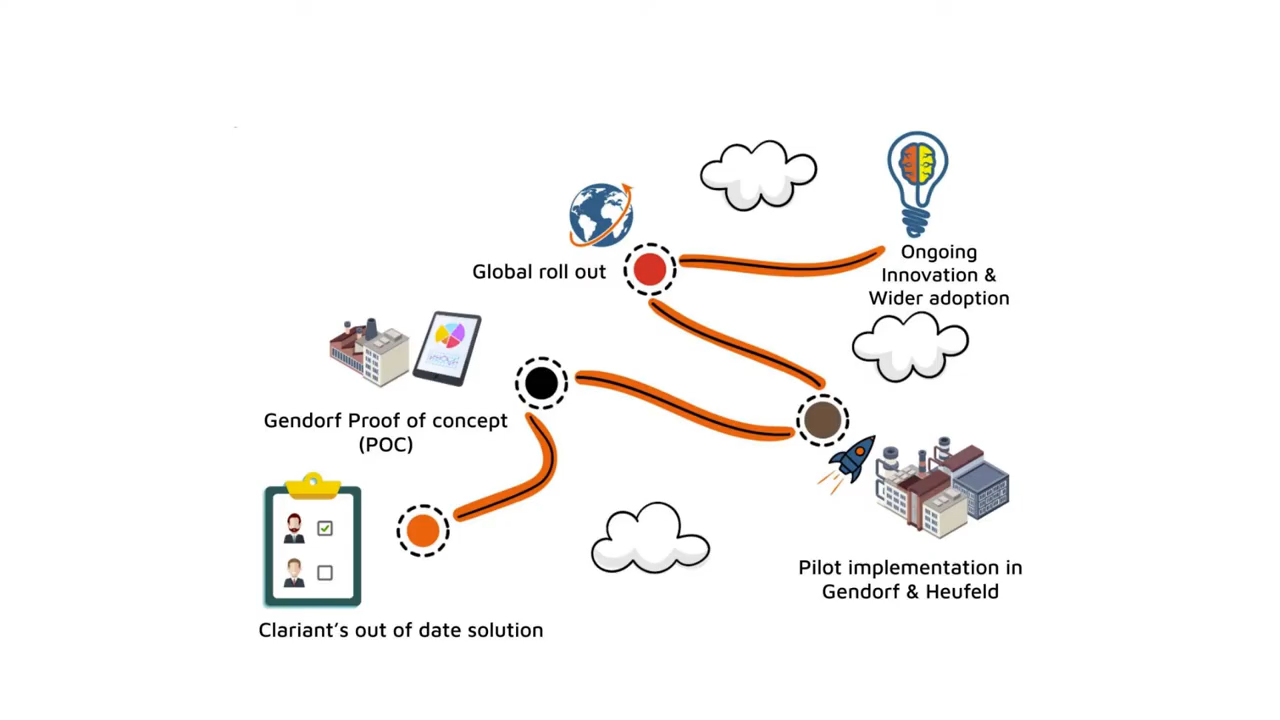 Ongoing
Innovation &
Wider adoption
Global roll out
Gendorf Proof of concept
(POC)
Pilot implementation in
Gendorf & Heufeld
Clariant's out of date solution